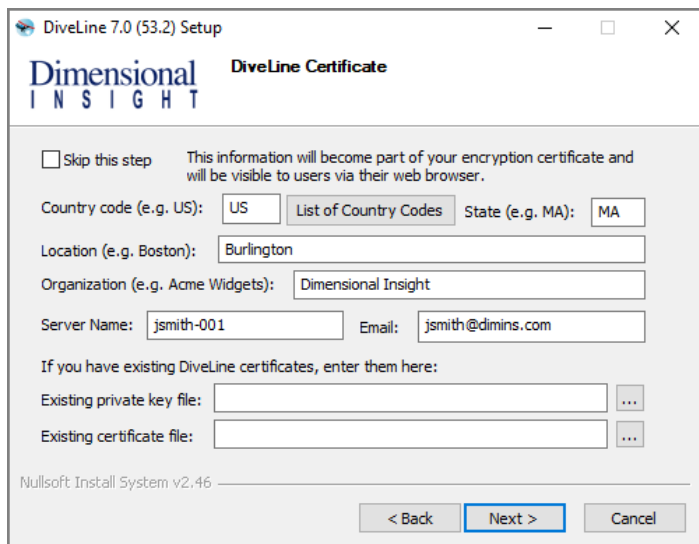 DiveLine 7.0 (53.2) Setup
Dimensional
INSIGHT
DiveLine Certificate
Skip this step
This information will become part of your encryption certificate and
will be visible to users via their web browser.
Country code (e.g. US): US List of Country Codes State (e.g. MA): MA
Location (e.g. Boston): Burlington
Organization (e.g. Acme Widgets): Dimensional Insight
Server Name: jsmith-001 Email: jsmith@dimins.com
If you have existing DiveLine certificates, enter them here:
Existing private key file: ...
Existing certificate file: ...
Nullsoft Install System v2.46
< Back Next > Cancel